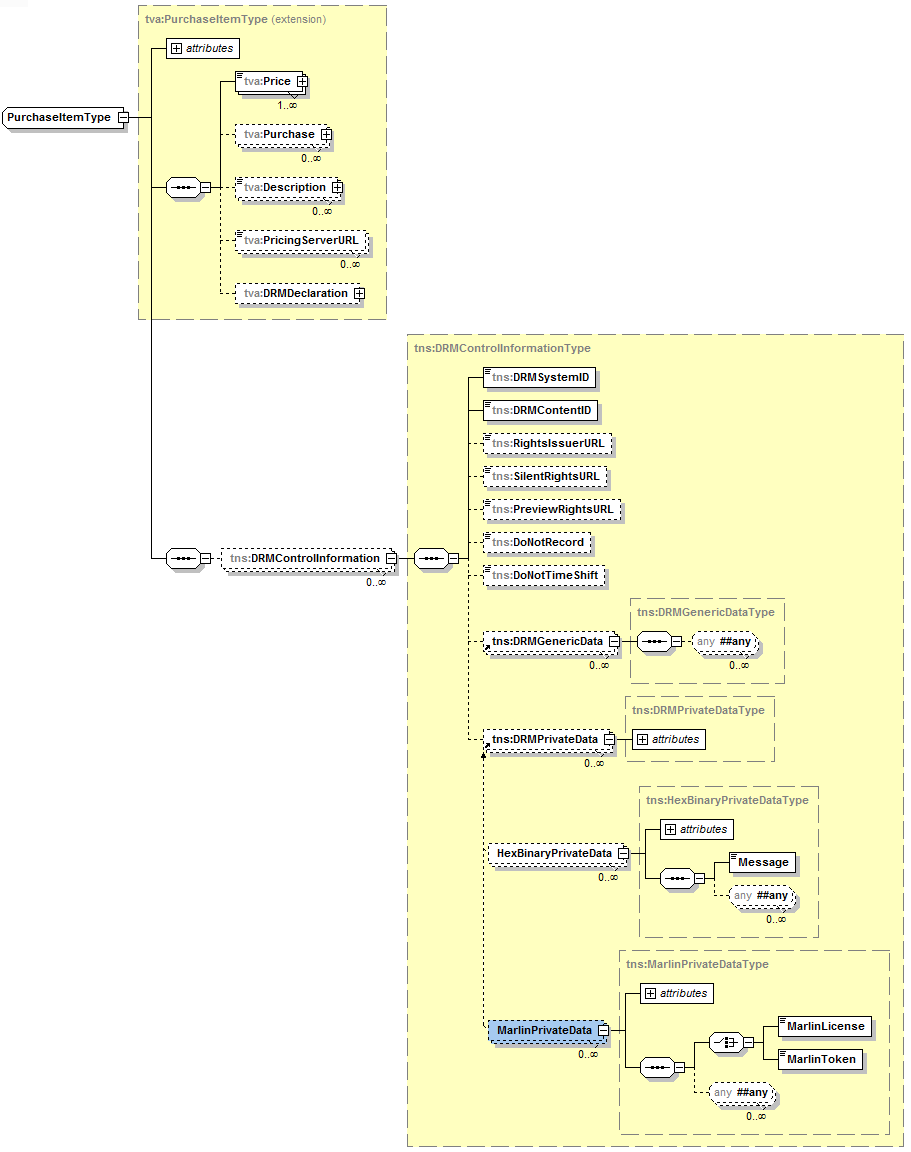 tva:PurchaseItemType (extension)
attributes
tva:Price
1..∞
PurchaseItemType
tva:Purchase
0..∞
tva:Description
0..∞
tva:PricingServerURL
0..∞
tva:DRMDeclaration
tns:DRMControlInformationType
tns:DRMSystemID
tns:DRMContentID
tns:RightsIssuerURL
tns:SilentRightsURL
tns:PreviewRightsURL
tns:DoNotRecord
tns:DRMControlInformation
0..∞
tns:DoNotTimeShift
tns:DRMGenericDataType
tns:DRMGenericData
0..∞
any ##any
0..∞
tns:DRMPrivateDataType
tns:DRMPrivateData
0..∞
attributes
tns:HexBinaryPrivateDataType
attributes
HexBinaryPrivateData
0..∞
Message
any ##any
0..∞
tns:MarlinPrivateDataType
attributes
MarlinPrivateData
0..∞
MarlinLicense
MarlinToken
any ##any
0..∞